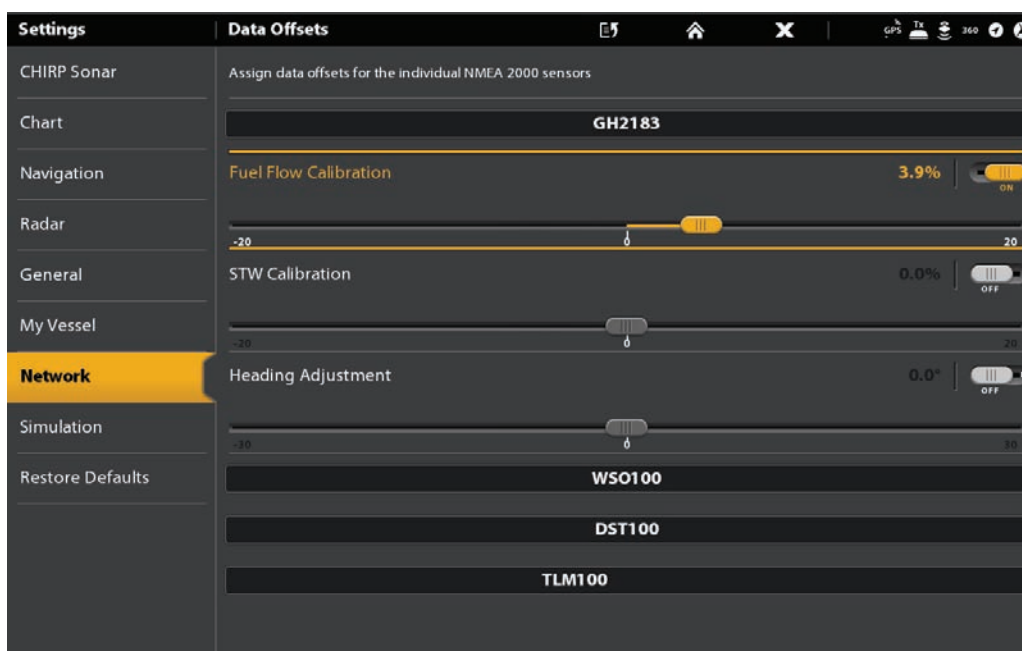 Settings
Data Offsets
GPS Tx 360
CHIRP Sonar
Assign data offsets for the individual NMEA 2000 sensors
Chart
GH2183
Navigation
Fuel Flow Calibration 3.9%
ON
Radar
-20 0 20
General
STW Calibration 0.0%
OFF
My Vessel
-20 0 20
Network
Heading Adjustment 0.0°
OFF
Simulation
-30 0 30
Restore Defaults
WSO100
DST100
TLM100